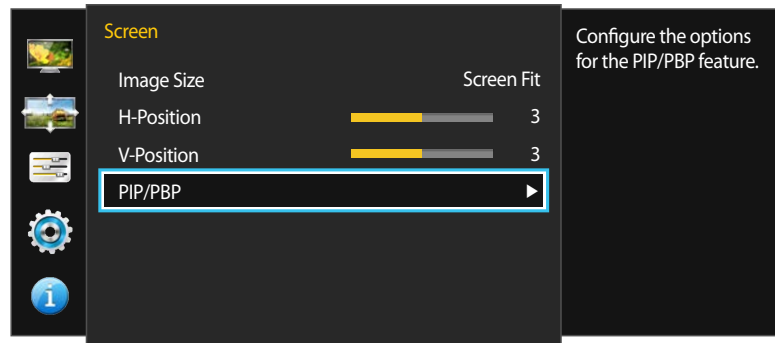 Screen
Image Size Screen Fit
H-Position 3
V-Position 3
PIP/PBP ▶
Configure the options
for the PIP/PBP feature.
i